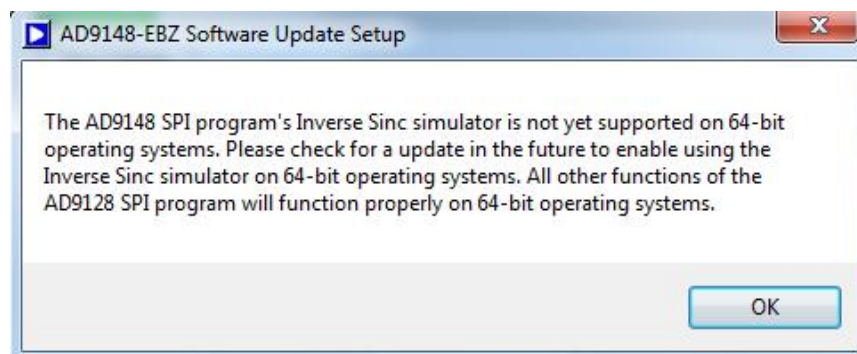 AD9148-EBZ Software Update Setup
The AD9148 SPI program's Inverse Sinc simulator is not yet supported on 64-bit
operating systems. Please check for a update in the future to enable using the
Inverse Sinc simulator on 64-bit operating systems. All other functions of the
AD9128 SPI program will function properly on 64-bit operating systems.
OK